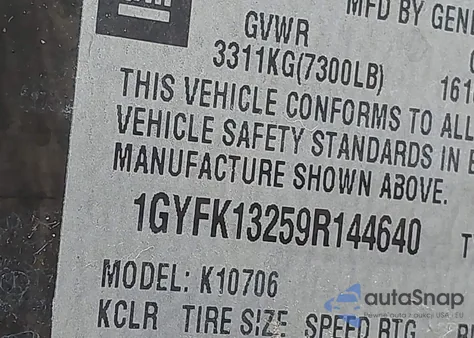 MFD BY GENE
GVWR
3311KG(7300LB)
THIS VEHICLE CONFORMS TO ALL
VEHICLE SAFETY STANDARDS IN E
MANUFACTURE SHOWN ABOVE.
1GYFK13259R144640
MODEL: K10706
KCLR TIRE SIZE SPEED RTG
autoSnap